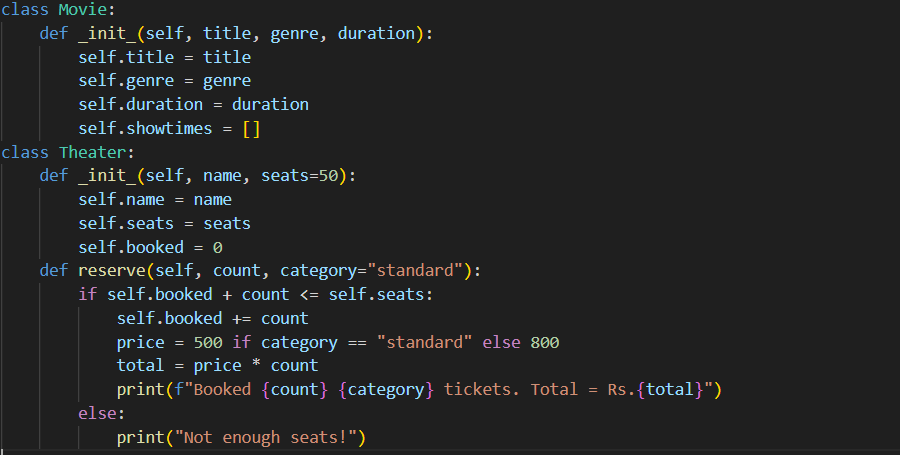 class Movie:
    def _init_(self, title, genre, duration):
        self.title = title
        self.genre = genre
        self.duration = duration
        self.showtimes = []
class Theater:
    def _init_(self, name, seats=50):
        self.name = name
        self.seats = seats
        self.booked = 0
    def reserve(self, count, category="standard"):
        if self.booked + count <= self.seats:
            self.booked += count
            price = 500 if category == "standard" else 800
            total = price * count
            print(f"Booked {count} {category} tickets. Total = Rs.{total}")
        else:
            print("Not enough seats!")